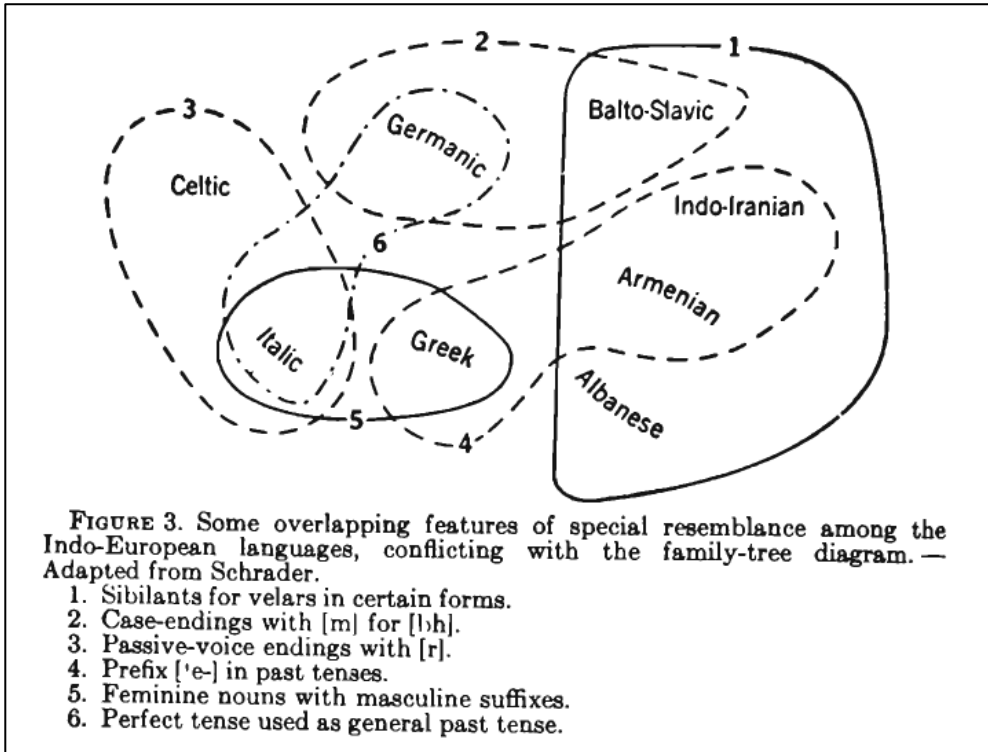 2
1
3
Balto-Slavic
Germanic
Celtic
Indo-Iranian
6
Armenian
Italic
Greek
Albanese
5
4
FIGURE 3. Some overlapping features of special resemblance among the
Indo-European languages, conflicting with the family-tree diagram. —
Adapted from Schrader.
1. Sibilants for velars in certain forms.
2. Case-endings with [m] for [bh].
3. Passive-voice endings with [r].
4. Prefix ['e-] in past tenses.
5. Feminine nouns with masculine suffixes.
6. Perfect tense used as general past tense.